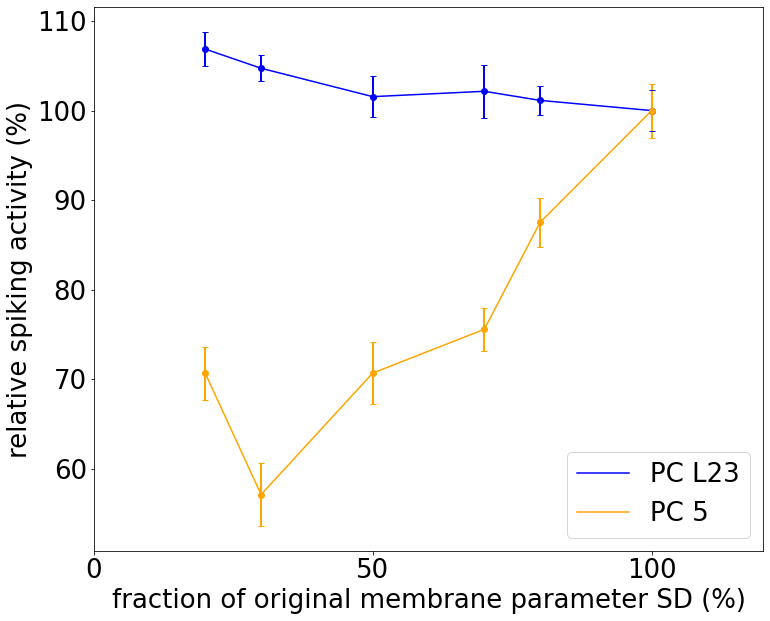 relative spiking activity (%)
110
100
90
80
70
60
0
50
100
fraction of original membrane parameter SD (%)
PC L23
PC 5